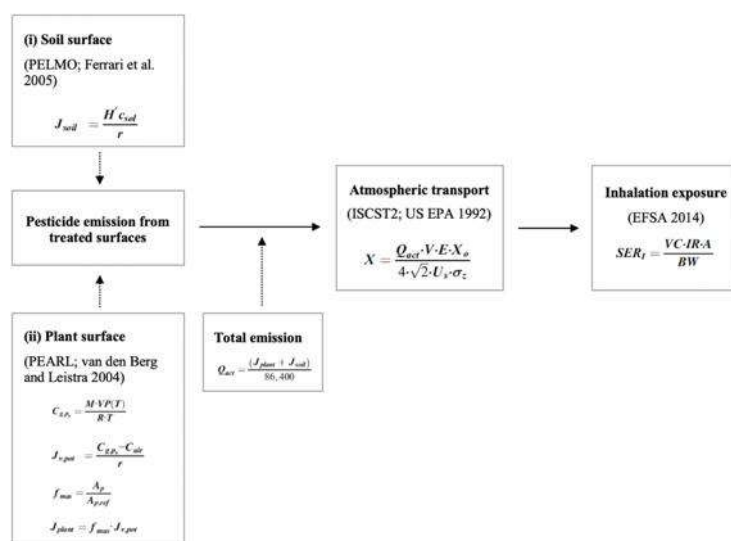 (i) Soil surface
(PELMO; Ferrari et al.
2005)
J_soil = H' c_sol / r
Pesticide emission from
treated surfaces
(ii) Plant surface
(PEARL; van den Berg
and Leistra 2004)
C_g,ps = M·VP(T) / R·T
J_v,pot = C_g,ps − C_air / r
f_mas = A_p / A_p,ref
J_plant = f_mas · J_v,pot
Total emission
Q_act = (J_plant + J_soil) / 86,400
Atmospheric transport
(ISCST2; US EPA 1992)
X = Q_act·V·E·X_o / 4·√2·U_s·σ_z
Inhalation exposure
(EFSA 2014)
SER_I = VC·IR·A / BW